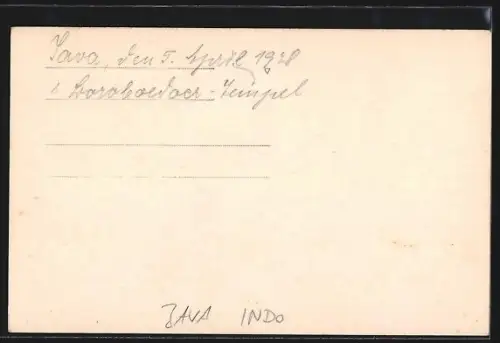 Java, den 5. April 1928
Boroboedoer-Tempel
JAVA INDO